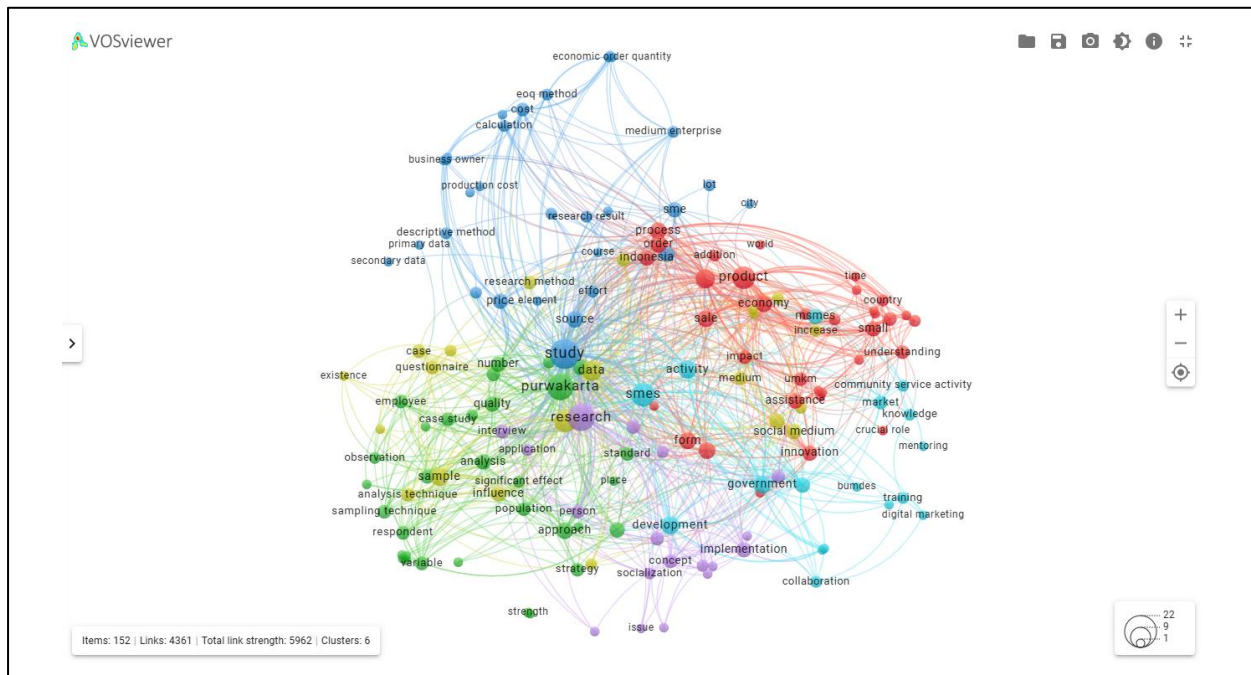 VOSviewer
economic order quantity
eoq method
cost
calculation
medium enterprise
business owner
production cost
lot
sme
city
research result
descriptive method
process
order
primary data
course
indonesia
addition
world
secondary data
research method
product
time
effort
price element
economy
country
source
sale
msmes
increase
small
study
case
number
data
impact
understanding
questionnaire
activity
existence
purwakarta
medium
umkm
community service activity
smes
employee
quality
assistance
market
knowledge
case study
research
crucial role
interview
social medium
form
mentoring
application
standard
innovation
observation
analysis
sample
significant effect
place
government
bumdes
analysis technique
influence
training
sampling technique
population
person
digital marketing
respondent
approach
development
variable
implementation
concept
strategy
socialization
collaboration
strength
issue
Items: 152 | Links: 4361 | Total link strength: 5962 | Clusters: 6
22
9
1